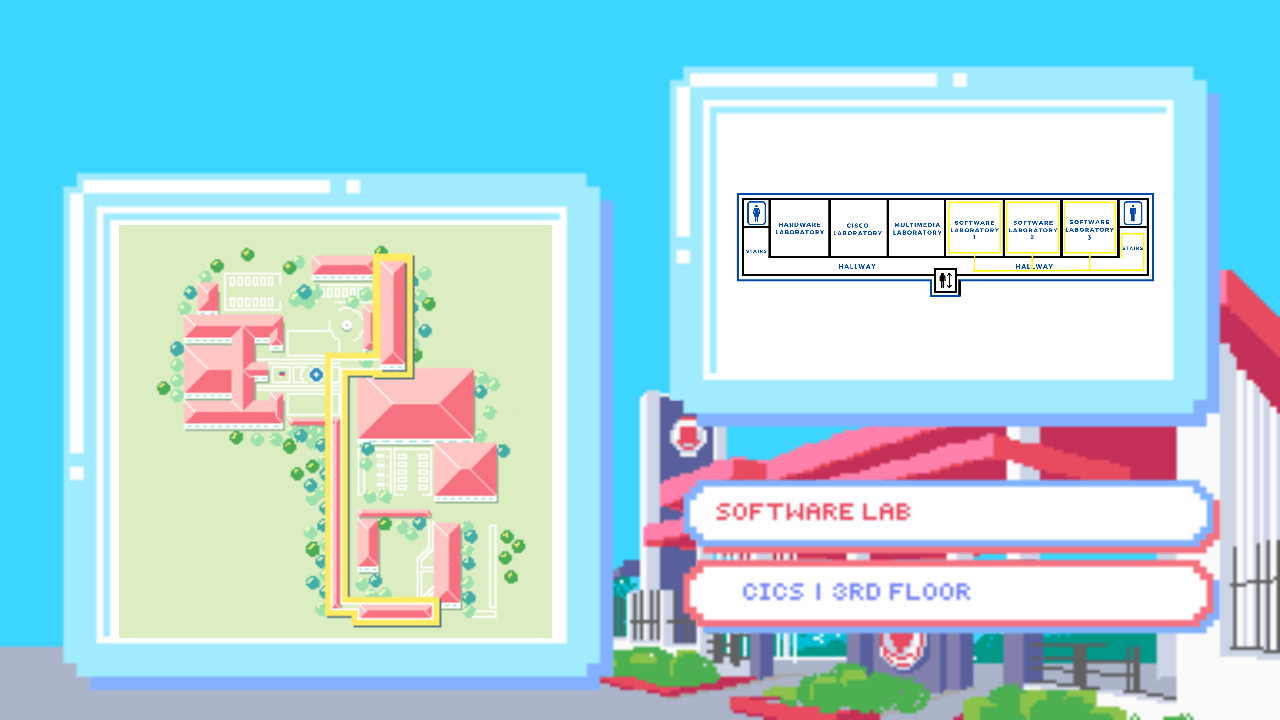 HARDWARE
LABORATORY
CISCO
LABORATORY
MULTIMEDIA
LABORATORY
SOFTWARE
LABORATORY
1
SOFTWARE
LABORATORY
2
SOFTWARE
LABORATORY
3
STAIRS
STAIRS
HALLWAY
HALLWAY
SOFTWARE LAB
CICS | 3RD FLOOR